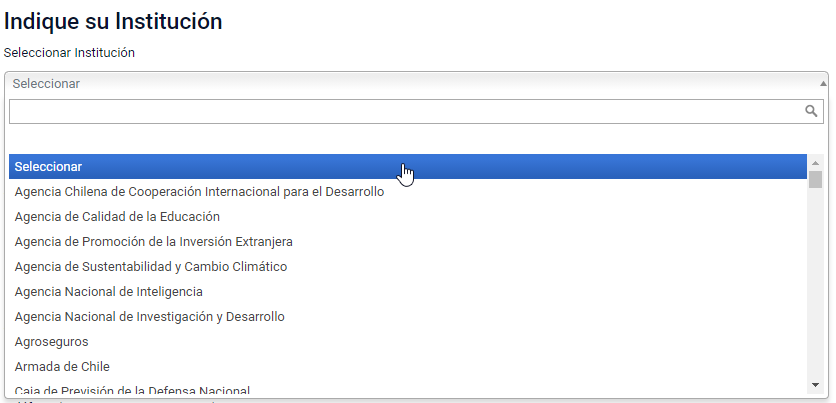 Indique su Institución
Seleccionar Institución
Seleccionar
Seleccionar
Agencia Chilena de Cooperación Internacional para el Desarrollo
Agencia de Calidad de la Educación
Agencia de Promoción de la Inversión Extranjera
Agencia de Sustentabilidad y Cambio Climático
Agencia Nacional de Inteligencia
Agencia Nacional de Investigación y Desarrollo
Agroseguros
Armada de Chile
Caja de Previsión de la Defensa Nacional